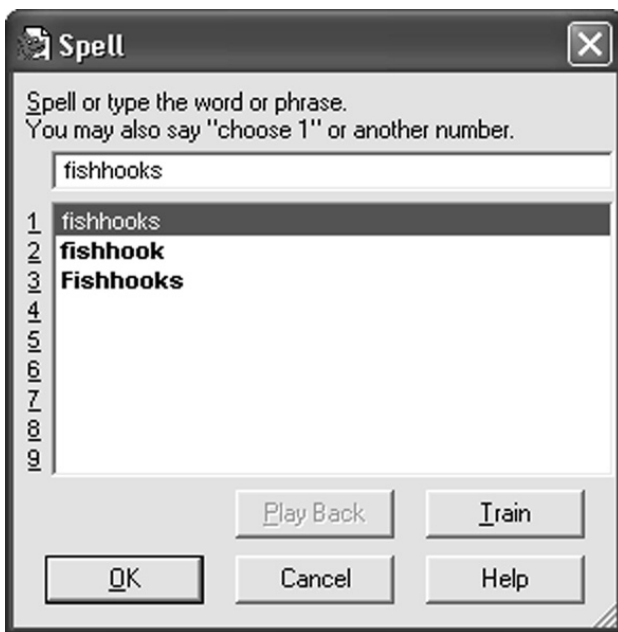 Spell
Spell or type the word or phrase.
You may also say "choose 1" or another number.
fishhooks
1 fishhooks
2 fishhook
3 Fishhooks
4
5
6
7
8
9
Play Back Train
OK Cancel Help